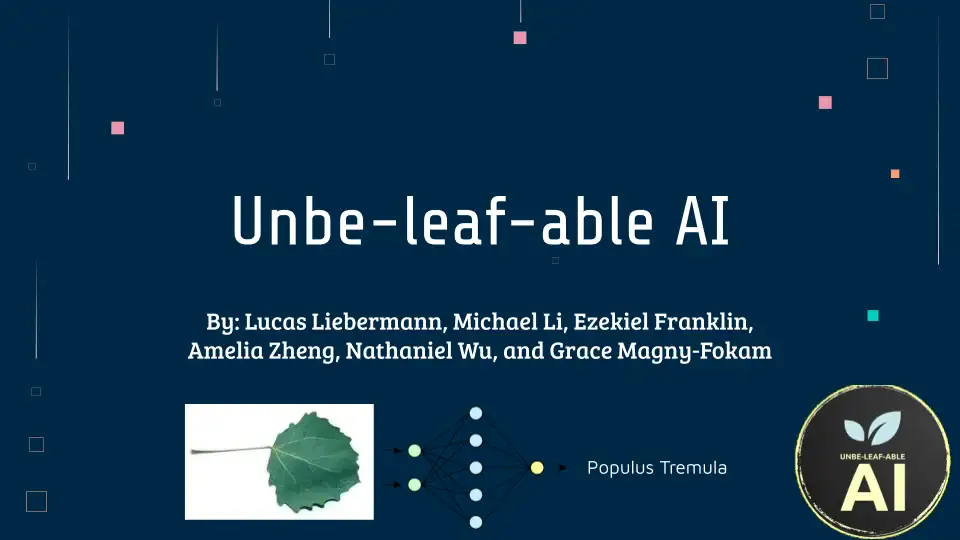 Unbe-leaf-able AI
By: Lucas Liebermann, Michael Li, Ezekiel Franklin,
Amelia Zheng, Nathaniel Wu, and Grace Magny-Fokam
Populus Tremula
UNBE-LEAF-ABLE
AI